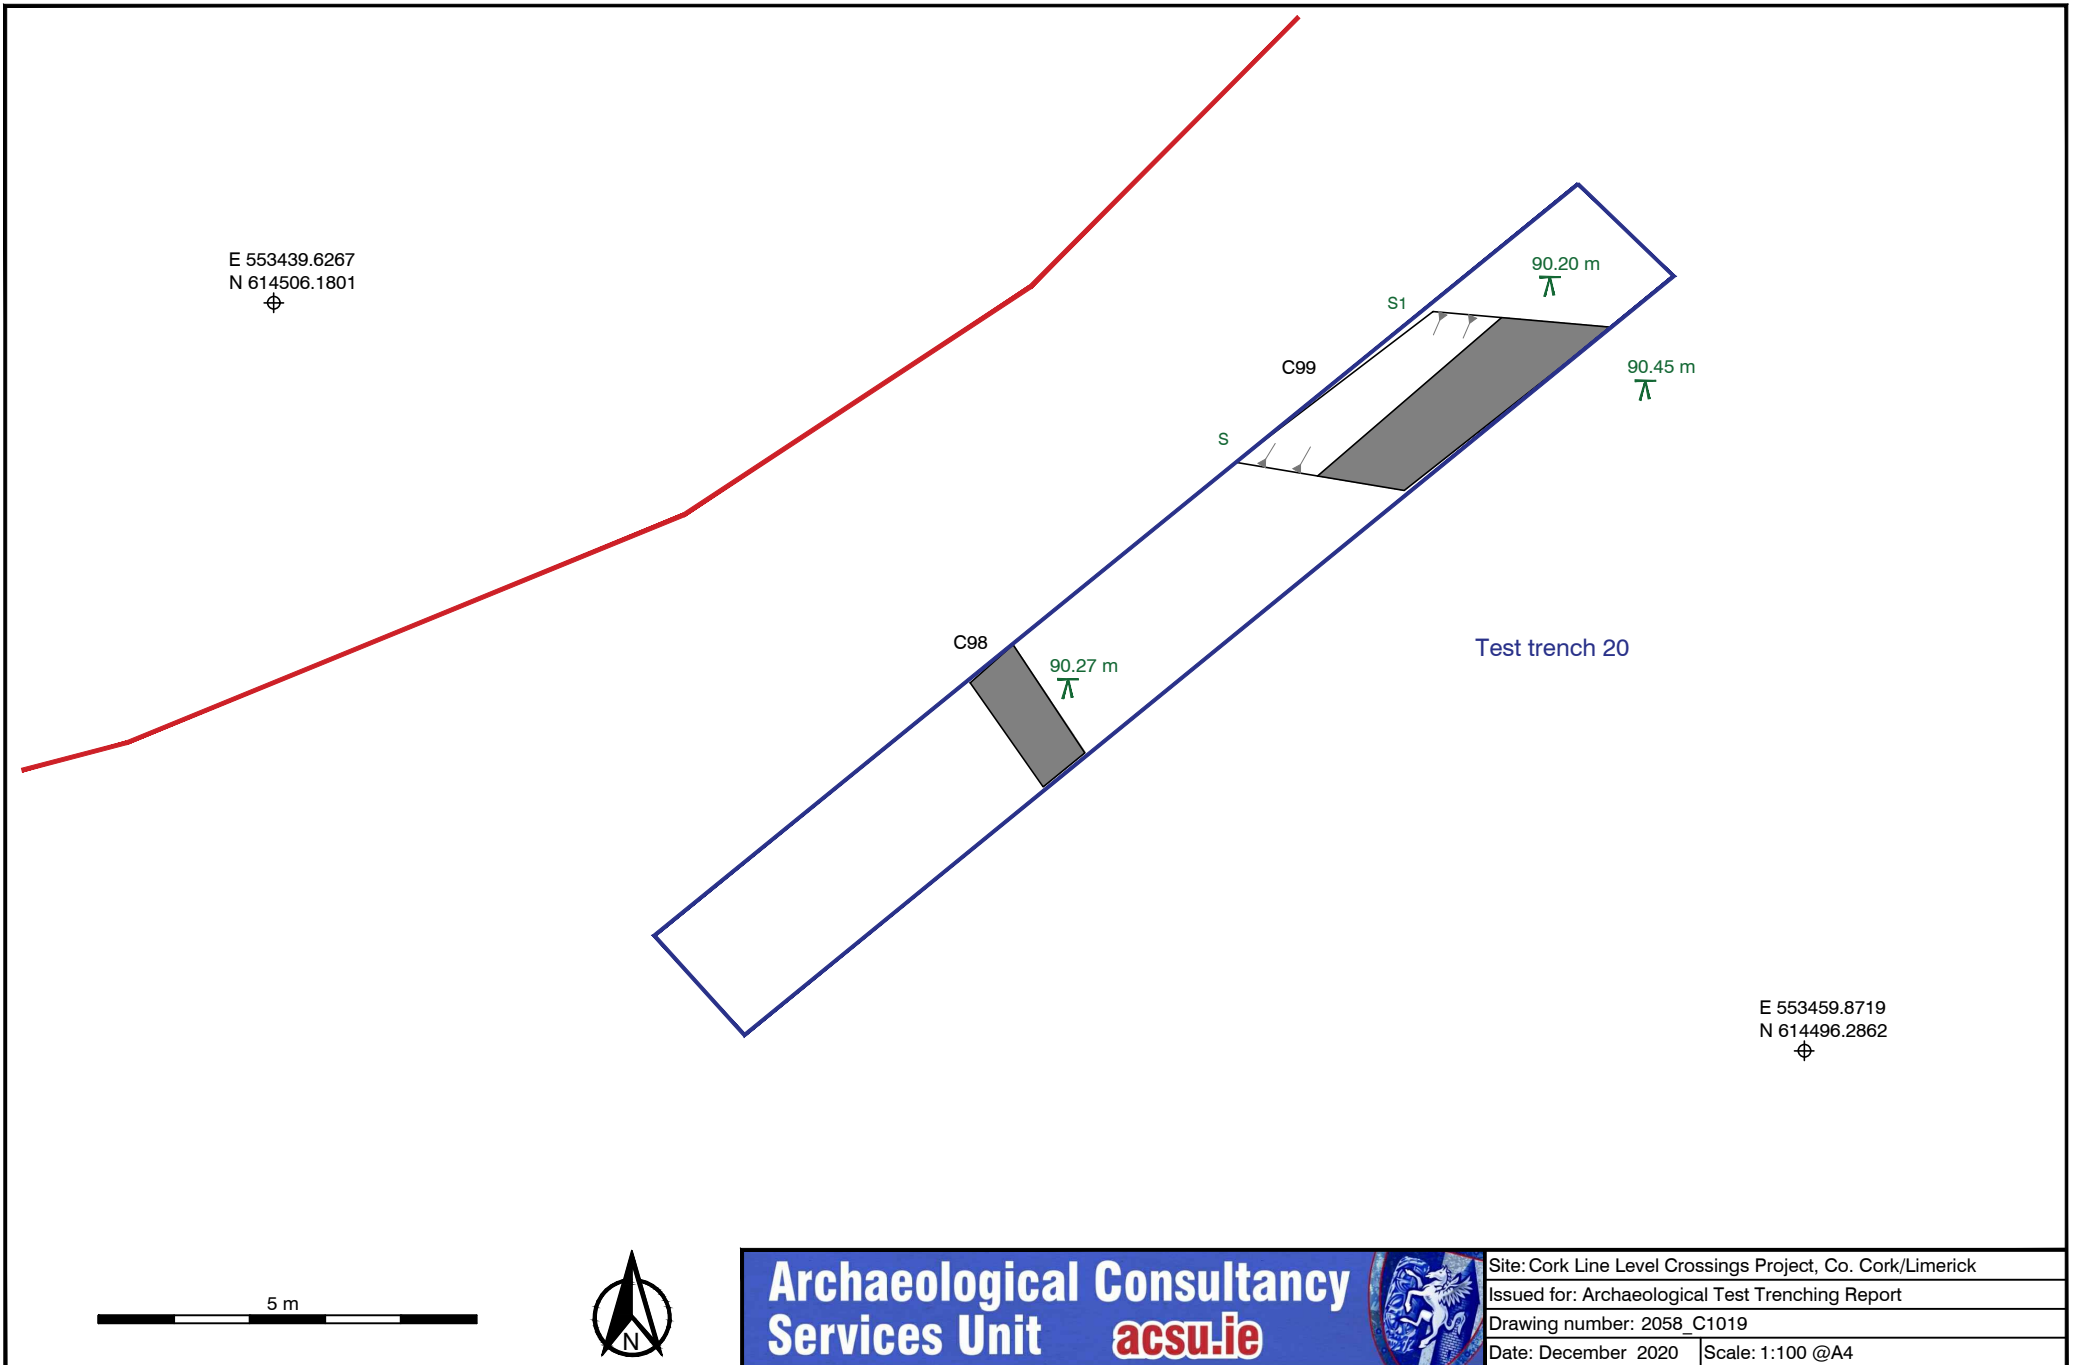 E 553439.6267
N 614506.1801
90.20 m
S1
C99
90.45 m
S
C98
90.27 m
Test trench 20
E 553459.8719
N 614496.2862
5 m
N
Archaeological Consultancy
Services Unit acsu.ie
Site: Cork Line Level Crossings Project, Co. Cork/Limerick
Issued for: Archaeological Test Trenching Report
Drawing number: 2058_C1019
Date: December 2020 Scale: 1:100 @A4